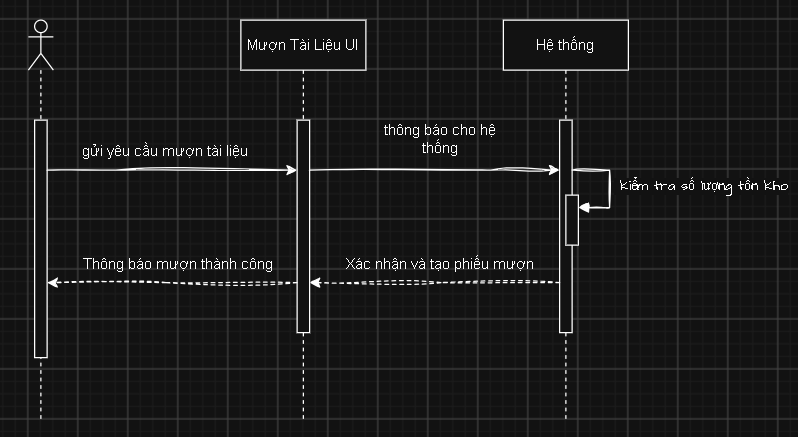 Mượn Tài Liệu UI
Hệ thống
gửi yêu cầu mượn tài liệu
thông báo cho hệ
thống
kiểm tra số lượng tồn kho
Thông báo mượn thành công
Xác nhận và tạo phiếu mượn